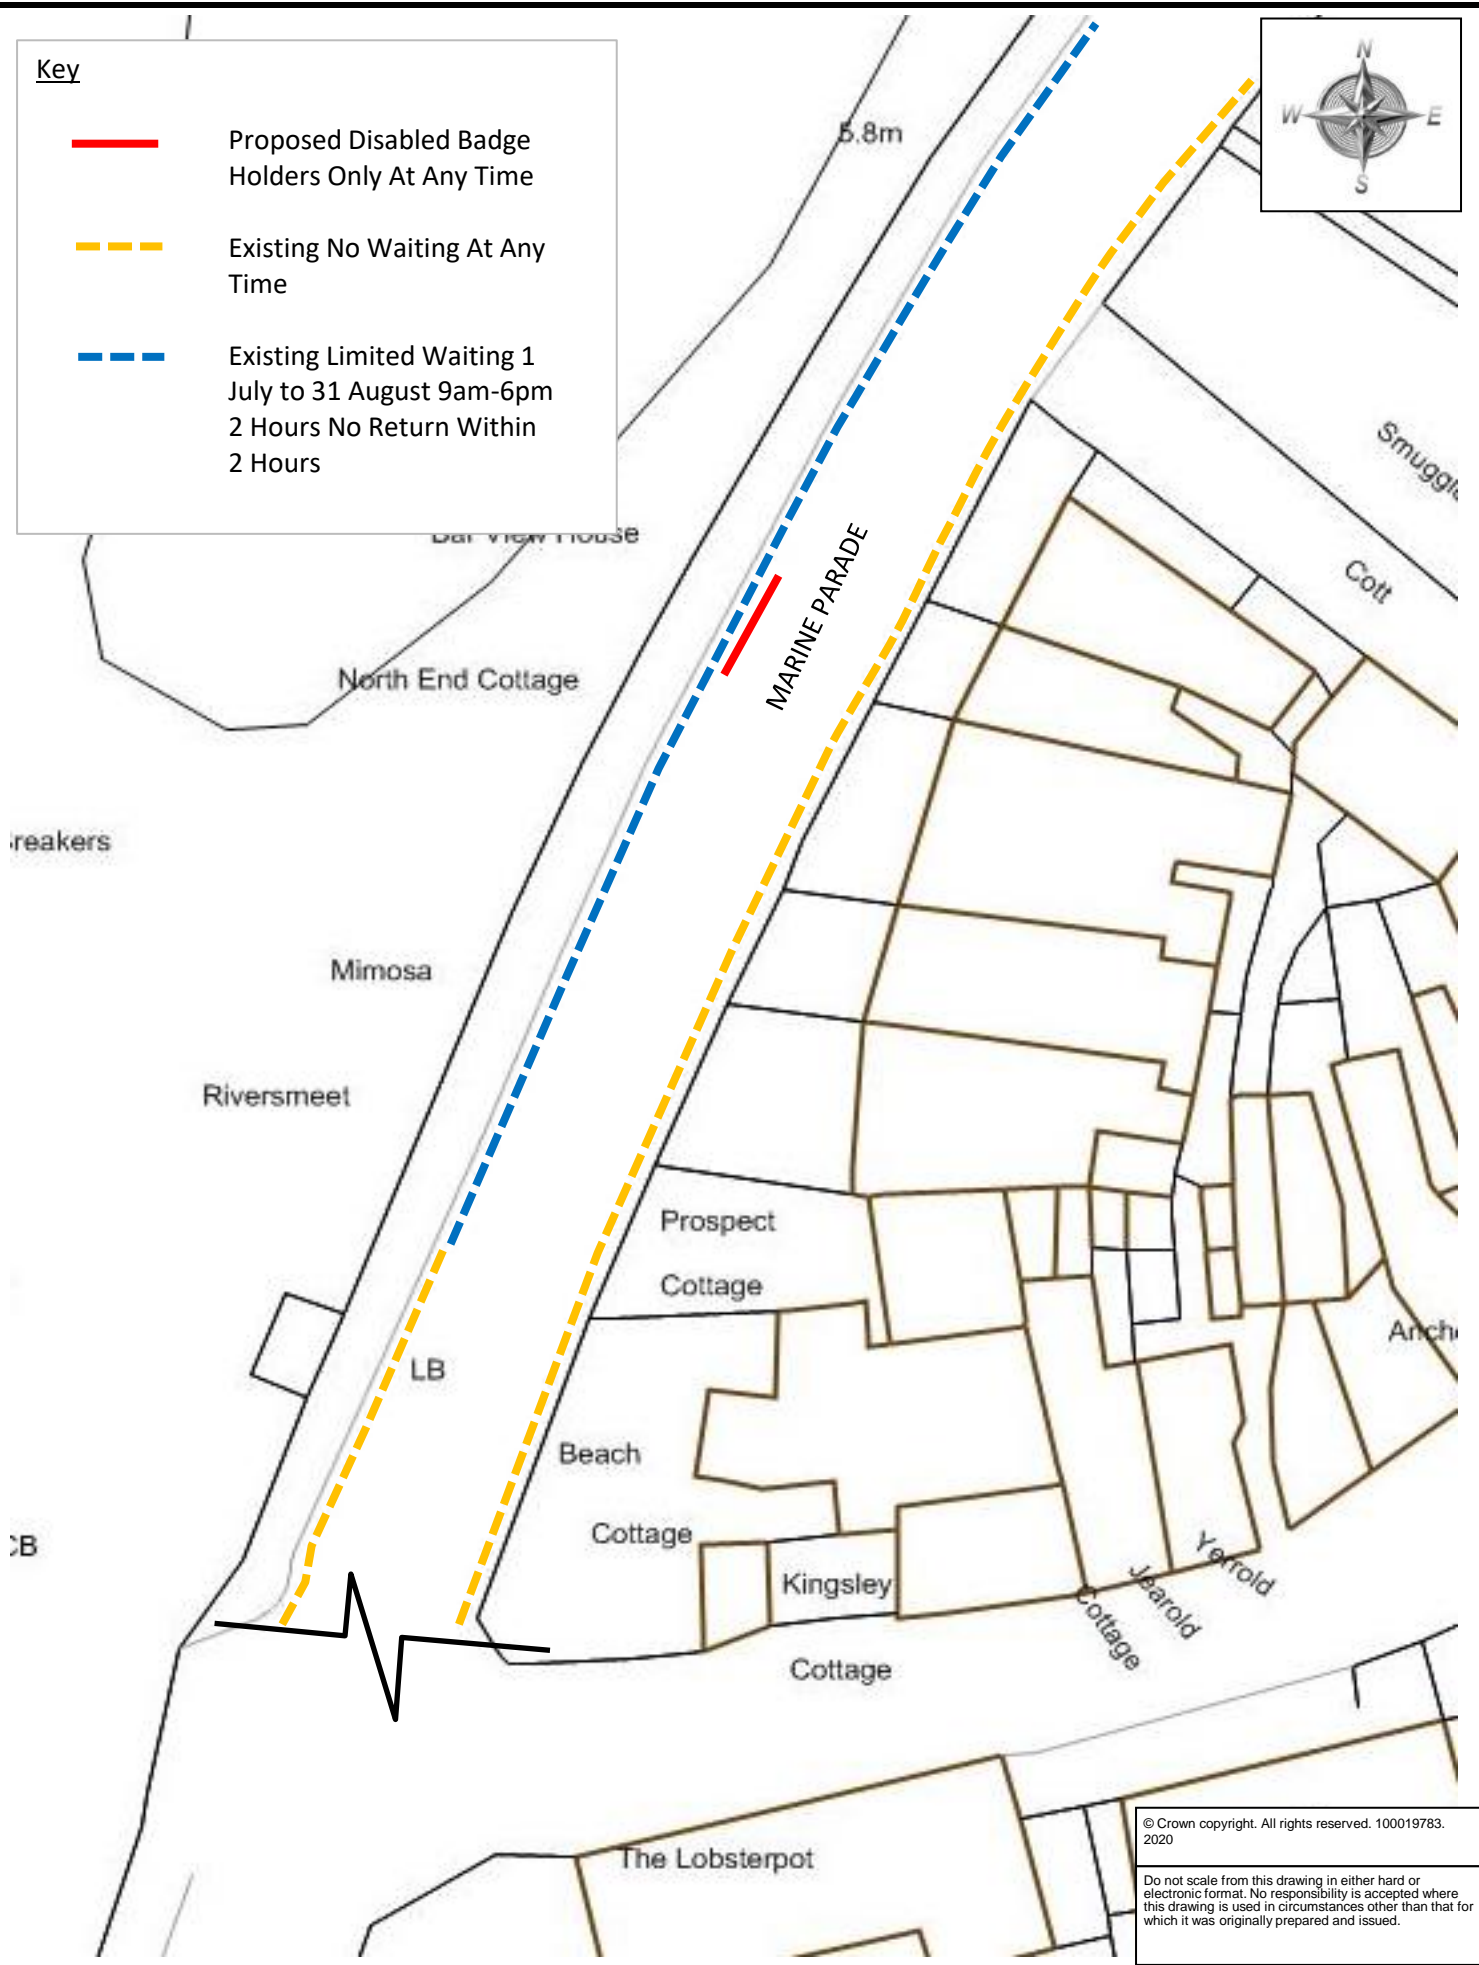 Key
Proposed Disabled Badge
Holders Only At Any Time
Existing No Waiting At Any
Time
Existing Limited Waiting 1
July to 31 August 9am-6pm
2 Hours No Return Within
2 Hours
N
W
E
S
5.8m
Bar View House
North End Cottage
MARINE PARADE
Cott
reakers
Mimosa
Riversmeet
Prospect
Cottage
LB
Beach
Cottage
Kingsley
Cottage
Cottage
Jearold
Yerrold
CB
The Lobsterpot
© Crown copyright. All rights reserved. 100019783.
2020
Do not scale from this drawing in either hard or
electronic format. No responsibility is accepted where
this drawing is used in circumstances other than that for
which it was originally prepared and issued.